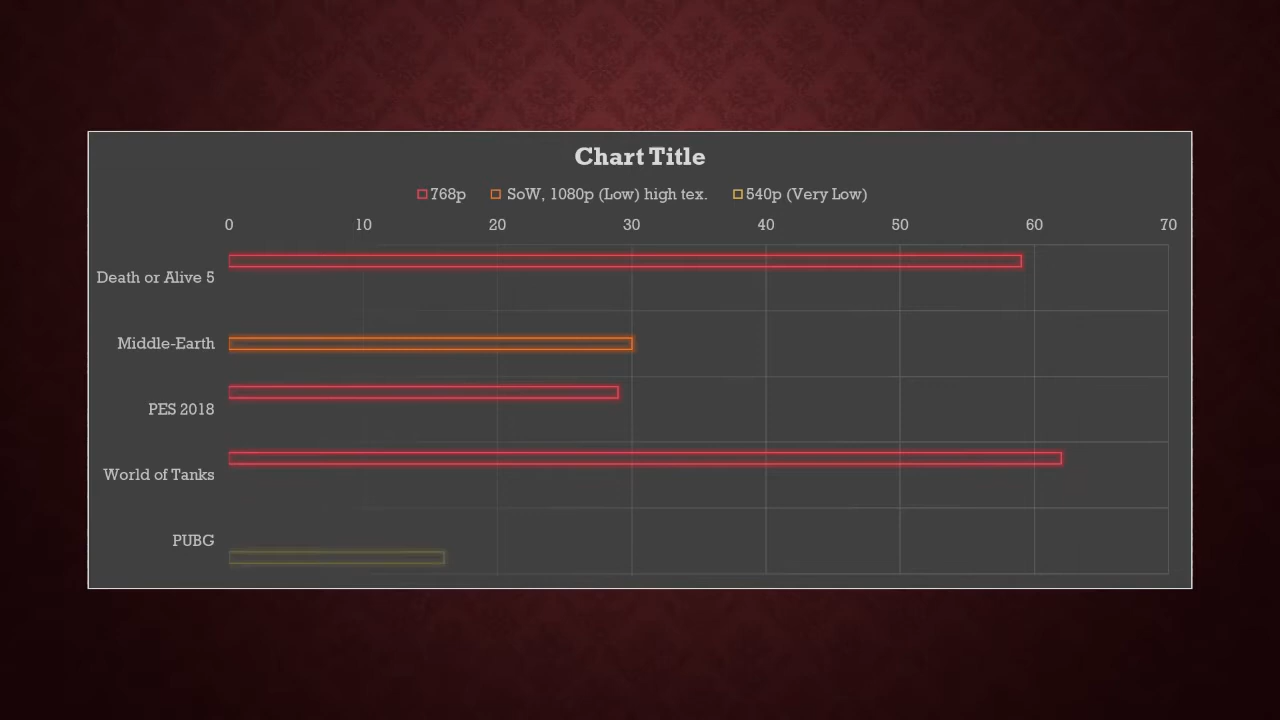 Chart Title
768p SoW, 1080p (Low) high tex. 540p (Very Low)
0 10 20 30 40 50 60 70
Death or Alive 5
Middle-Earth
PES 2018
World of Tanks
PUBG